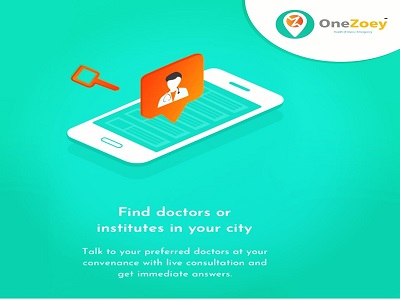 OneZoey
Find doctors or
institutes in your city
Talk to your preferred doctors at your
convenance with live consultation and
get immediate answers.